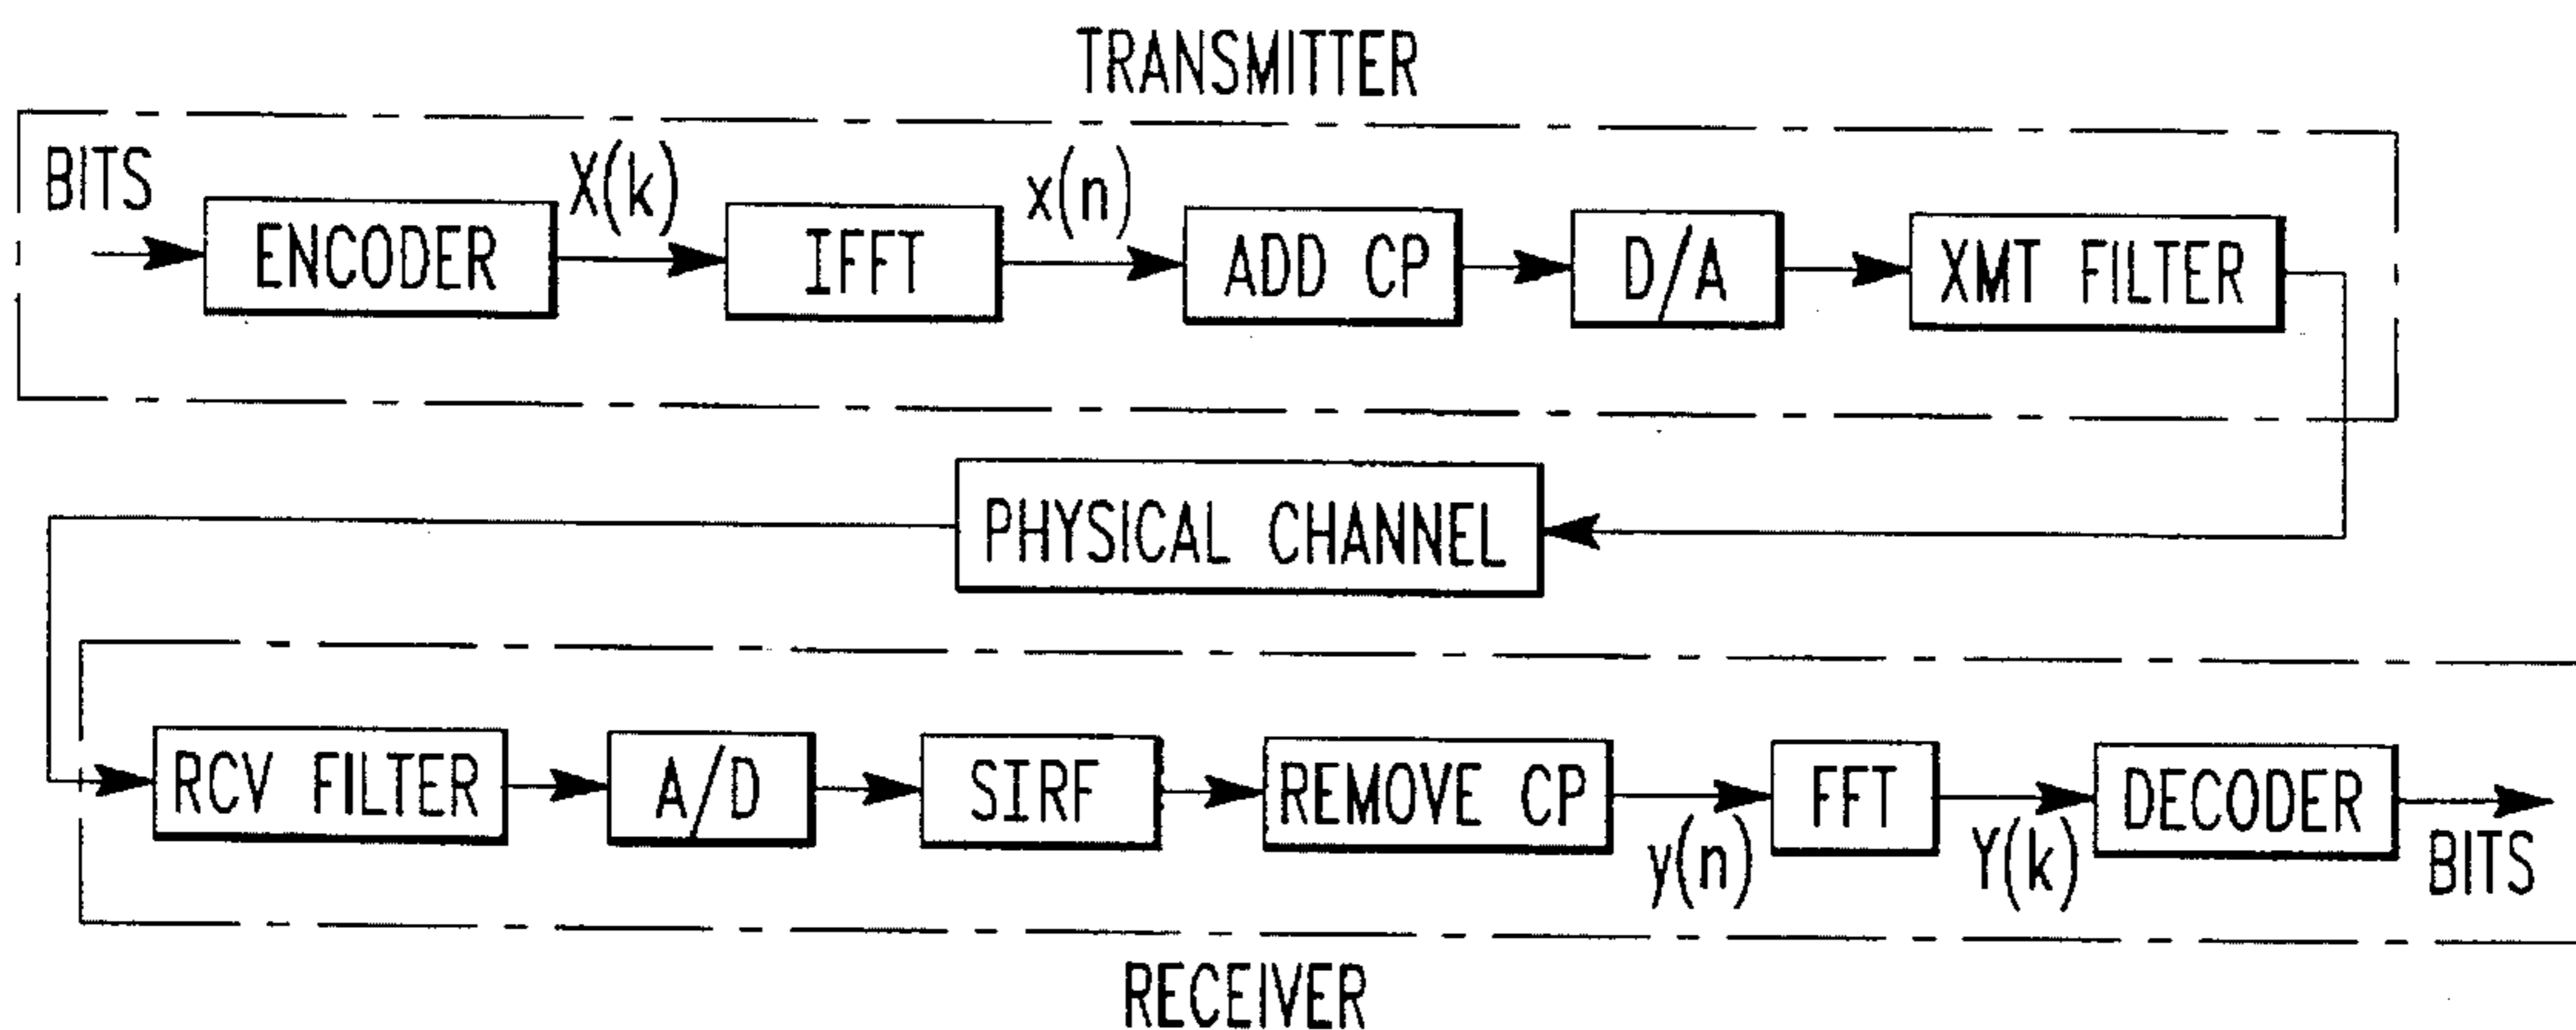 TRANSMITTER
BITS
ENCODER
X(k)
IFFT
x(n)
ADD CP
D/A
XMT FILTER
PHYSICAL CHANNEL
RCV FILTER
A/D
SIRF
REMOVE CP
y(n)
FFT
Y(k)
DECODER
BITS
RECEIVER